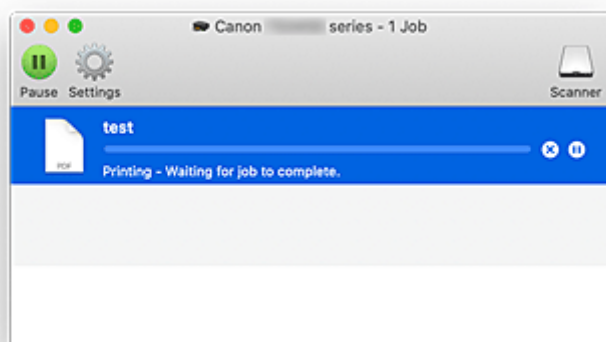 Canon series - 1 Job
Pause Settings Scanner
test
PDF
Printing - Waiting for job to complete.